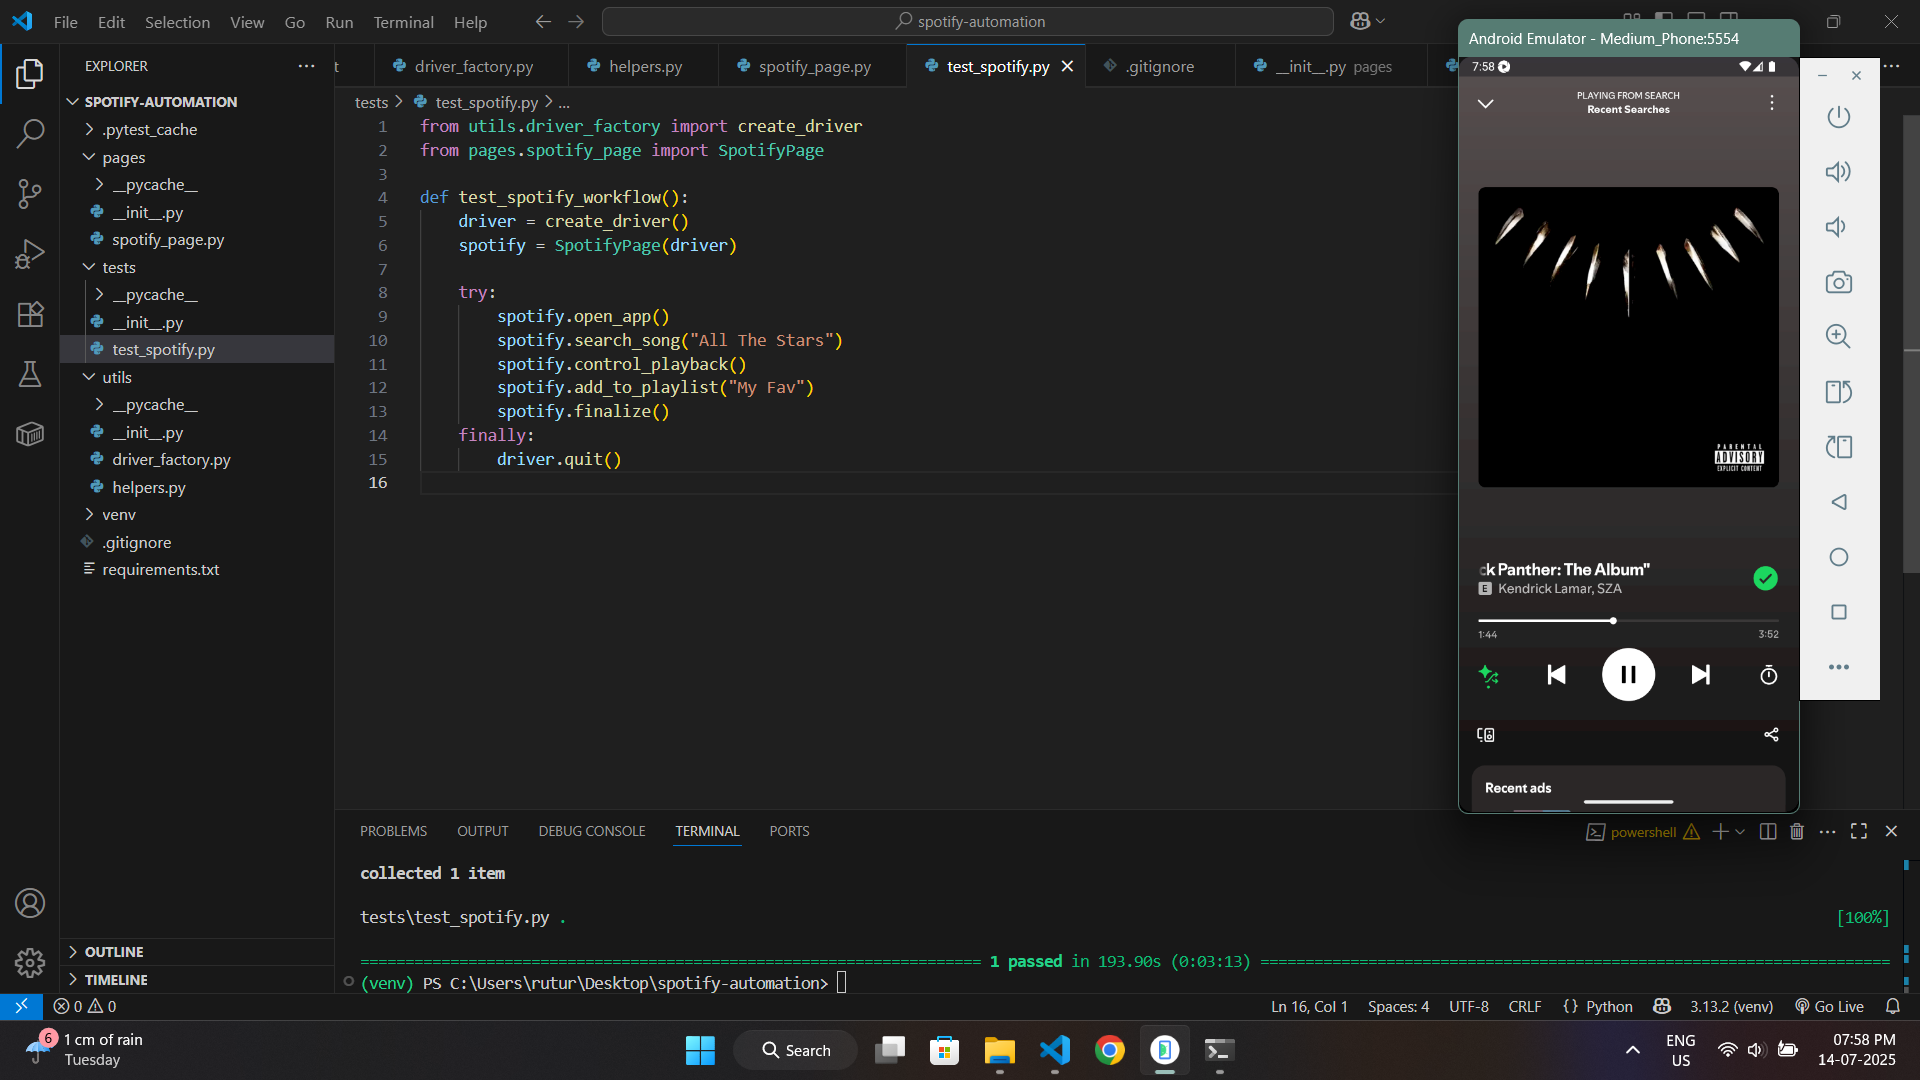 File Edit Selection View Go Run Terminal Help
spotify-automation
EXPLORER
SPOTIFY-AUTOMATION
.pytest_cache
pages
__pycache__
__init__.py
spotify_page.py
tests
__pycache__
__init__.py
test_spotify.py
utils
__pycache__
__init__.py
driver_factory.py
helpers.py
venv
.gitignore
requirements.txt
OUTLINE
TIMELINE
t driver_factory.py helpers.py spotify_page.py test_spotify.py .gitignore __init__.py pages
tests > test_spotify.py > ...
1 from utils.driver_factory import create_driver
2 from pages.spotify_page import SpotifyPage
3
4 def test_spotify_workflow():
5 driver = create_driver()
6 spotify = SpotifyPage(driver)
7
8 try:
9 spotify.open_app()
10 spotify.search_song("All The Stars")
11 spotify.control_playback()
12 spotify.add_to_playlist("My Fav")
13 spotify.finalize()
14 finally:
15 driver.quit()
16
Android Emulator - Medium_Phone:5554
7:58
PLAYING FROM SEARCH
Recent Searches
PARENTAL
ADVISORY
EXPLICIT CONTENT
ck Panther: The Album"
E Kendrick Lamar, SZA
1:44 3:52
Recent ads
PROBLEMS OUTPUT DEBUG CONSOLE TERMINAL PORTS
powershell
collected 1 item
tests\test_spotify.py . [100%]
1 passed in 193.90s (0:03:13)
(venv) PS C:\Users\rutur\Desktop\spotify-automation>
0 0
Ln 16, Col 1 Spaces: 4 UTF-8 CRLF {} Python 3.13.2 (venv) Go Live
6
1 cm of rain
Tuesday
Search
ENG
US
07:58 PM
14-07-2025